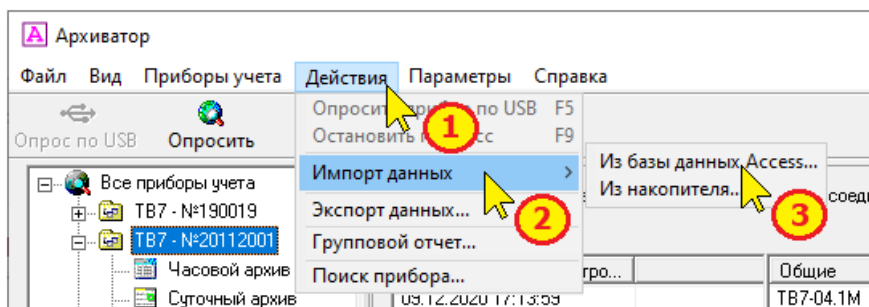 Архиватор
Файл Вид Приборы учета Действия Параметры Справка
Опрос по USB Опросить
Опросить по USB F5
Остановить F9
Импорт данных
Экспорт данных...
Групповой отчет...
Поиск прибора...
Из базы данных Access...
Из накопителя...
1
2
3
Все приборы учета
ТВ7 - №190019
ТВ7 - №20112001
Часовой архив
Суточный архив
тро...
соеди
Общие
09.12.2020 17:13:59
ТВ7-04.1М